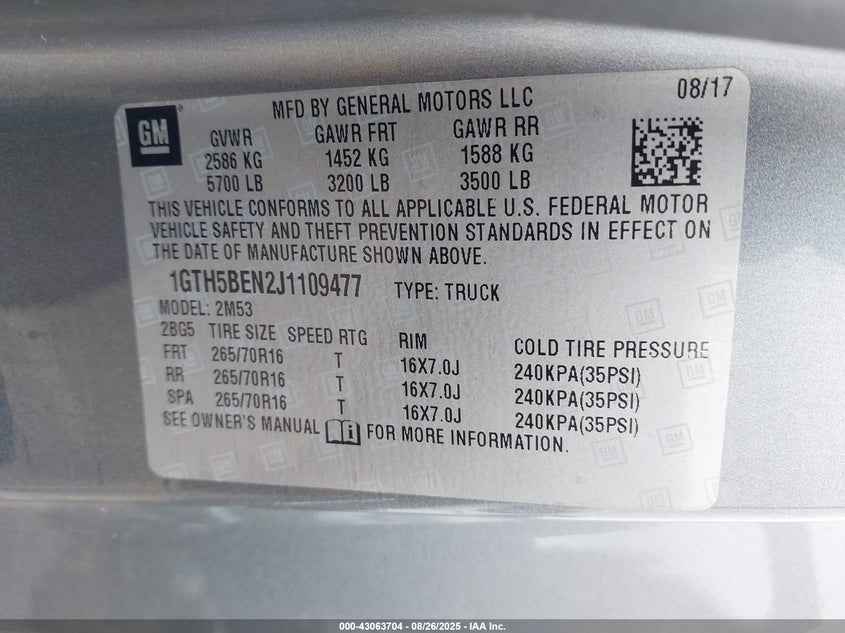 08/17
GM
MFD BY GENERAL MOTORS LLC
GVWR GAWR FRT GAWR RR
2586 KG 1452 KG 1588 KG
5700 LB 3200 LB 3500 LB
THIS VEHICLE CONFORMS TO ALL APPLICABLE U.S. FEDERAL MOTOR
VEHICLE SAFETY AND THEFT PREVENTION STANDARDS IN EFFECT ON
THE DATE OF MANUFACTURE SHOWN ABOVE.
1GTH5BEN2J1109477 TYPE: TRUCK
MODEL: 2M53
2BG5 TIRE SIZE SPEED RTG RIM COLD TIRE PRESSURE
FRT 265/70R16 T 16X7.0J 240KPA(35PSI)
RR 265/70R16 T 16X7.0J 240KPA(35PSI)
SPA 265/70R16 T 16X7.0J 240KPA(35PSI)
SEE OWNER'S MANUAL FOR MORE INFORMATION.
000-43063704 - 08/26/2025 - IAA Inc.